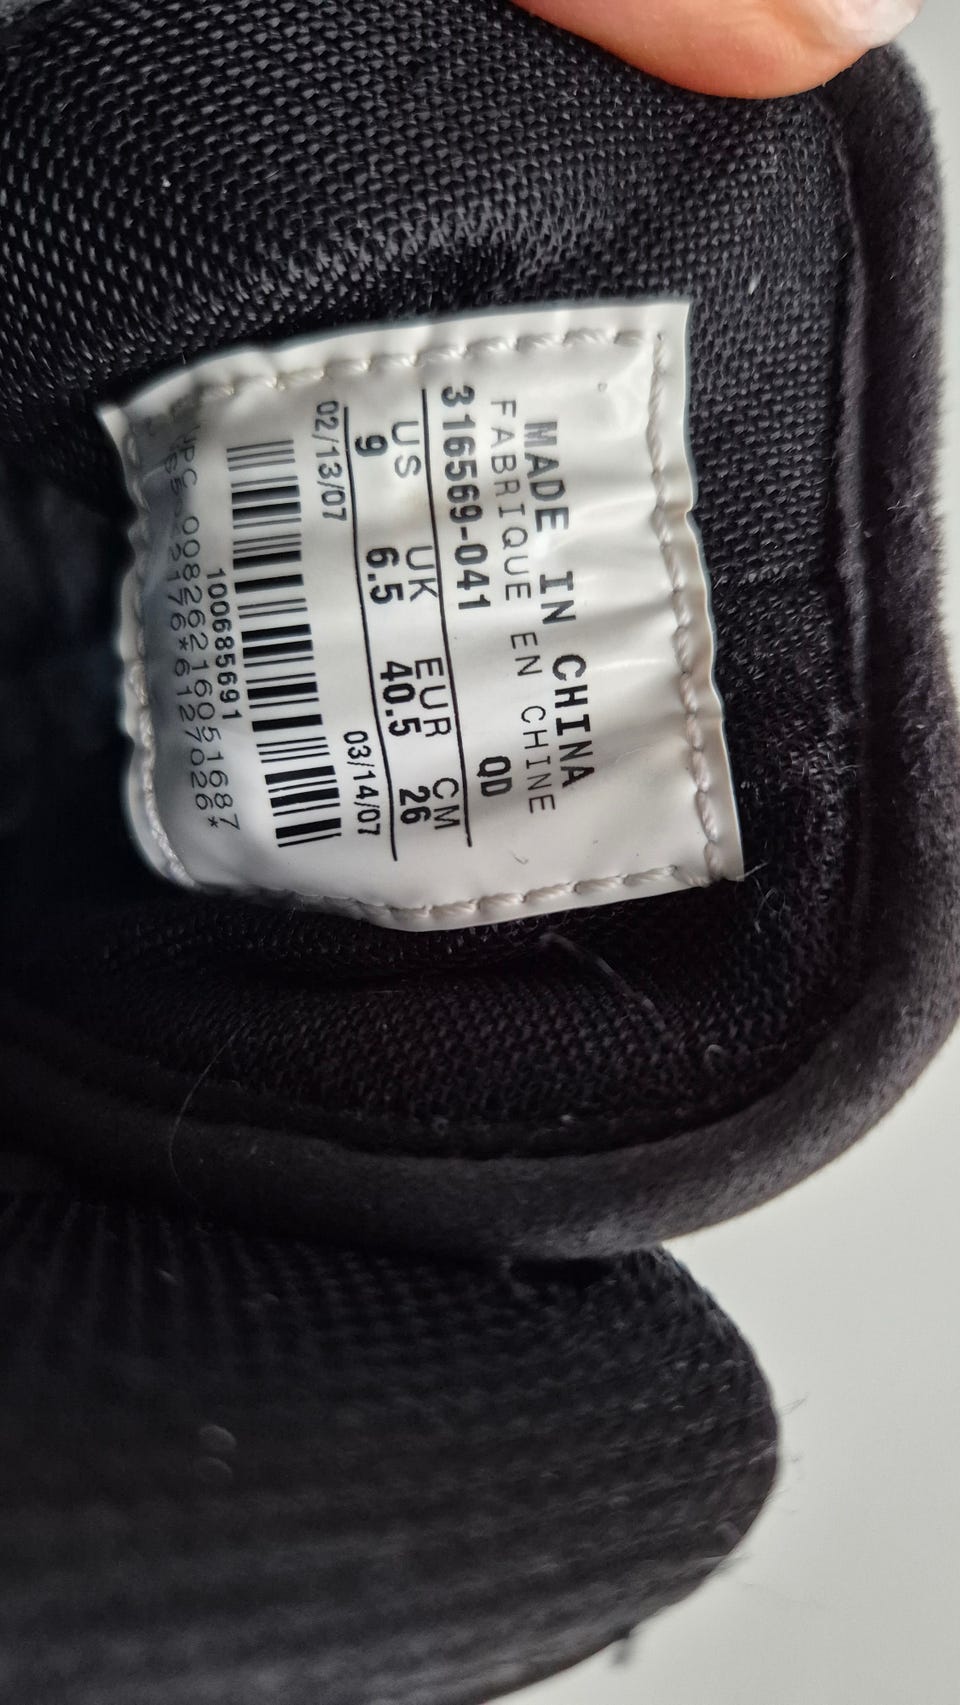 MADE IN CHINA
FABRIQUE EN CHINE
316569-041 QD
US UK EUR CM
9 6.5 40.5 26
02/13/07 03/14/07
100685691
UPC 00826216051687